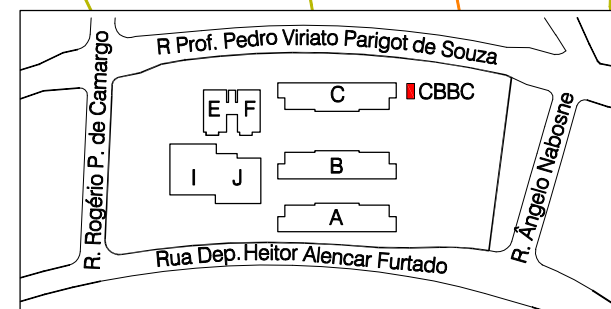 R Prof. Pedro Viriato Parigot de Souza
R. Rogério P. de Camargo
E F
C
CBBC
R. Ângelo Nabosne
I J
B
A
Rua Dep. Heitor Alencar Furtado